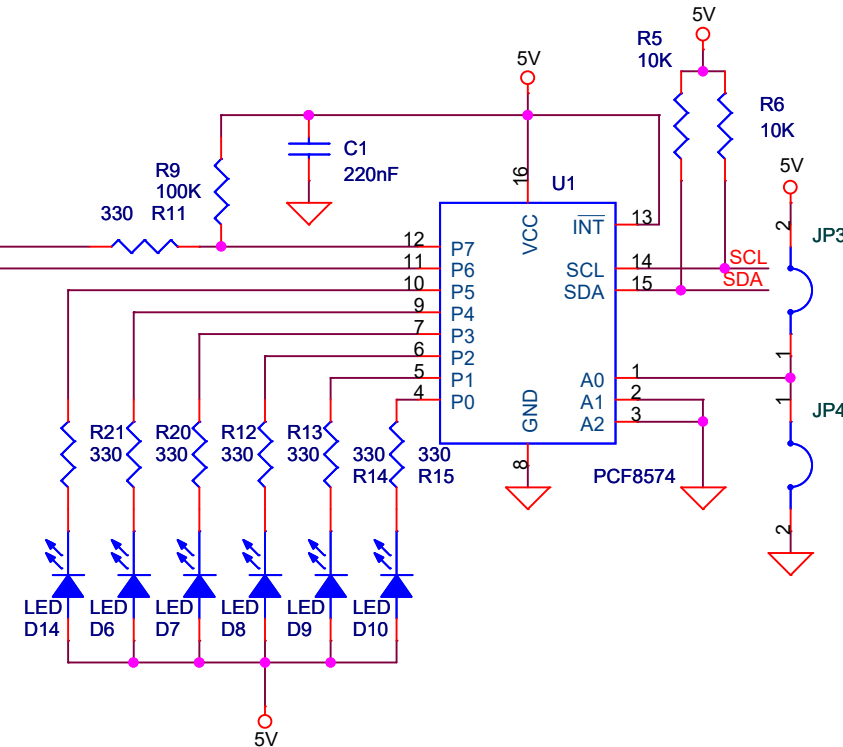 5V
R5
10K
5V
R6
10K
C1
220nF
R9
100K
330 R11
16
U1
5V
VCC
INT
13
2
JP3
12
P7
11
P6
SCL
14
SCL
10
P5
SDA
15
SDA
9
P4
7
P3
6
P2
1
5
P1
A0
1
4
P0
A1
2
1
GND
A2
3
JP4
R21
330
R20
330
R12
330
R13
330
330
R14
330
R15
8
PCF8574
2
LED
D14
LED
D6
LED
D7
LED
D8
LED
D9
LED
D10
5V